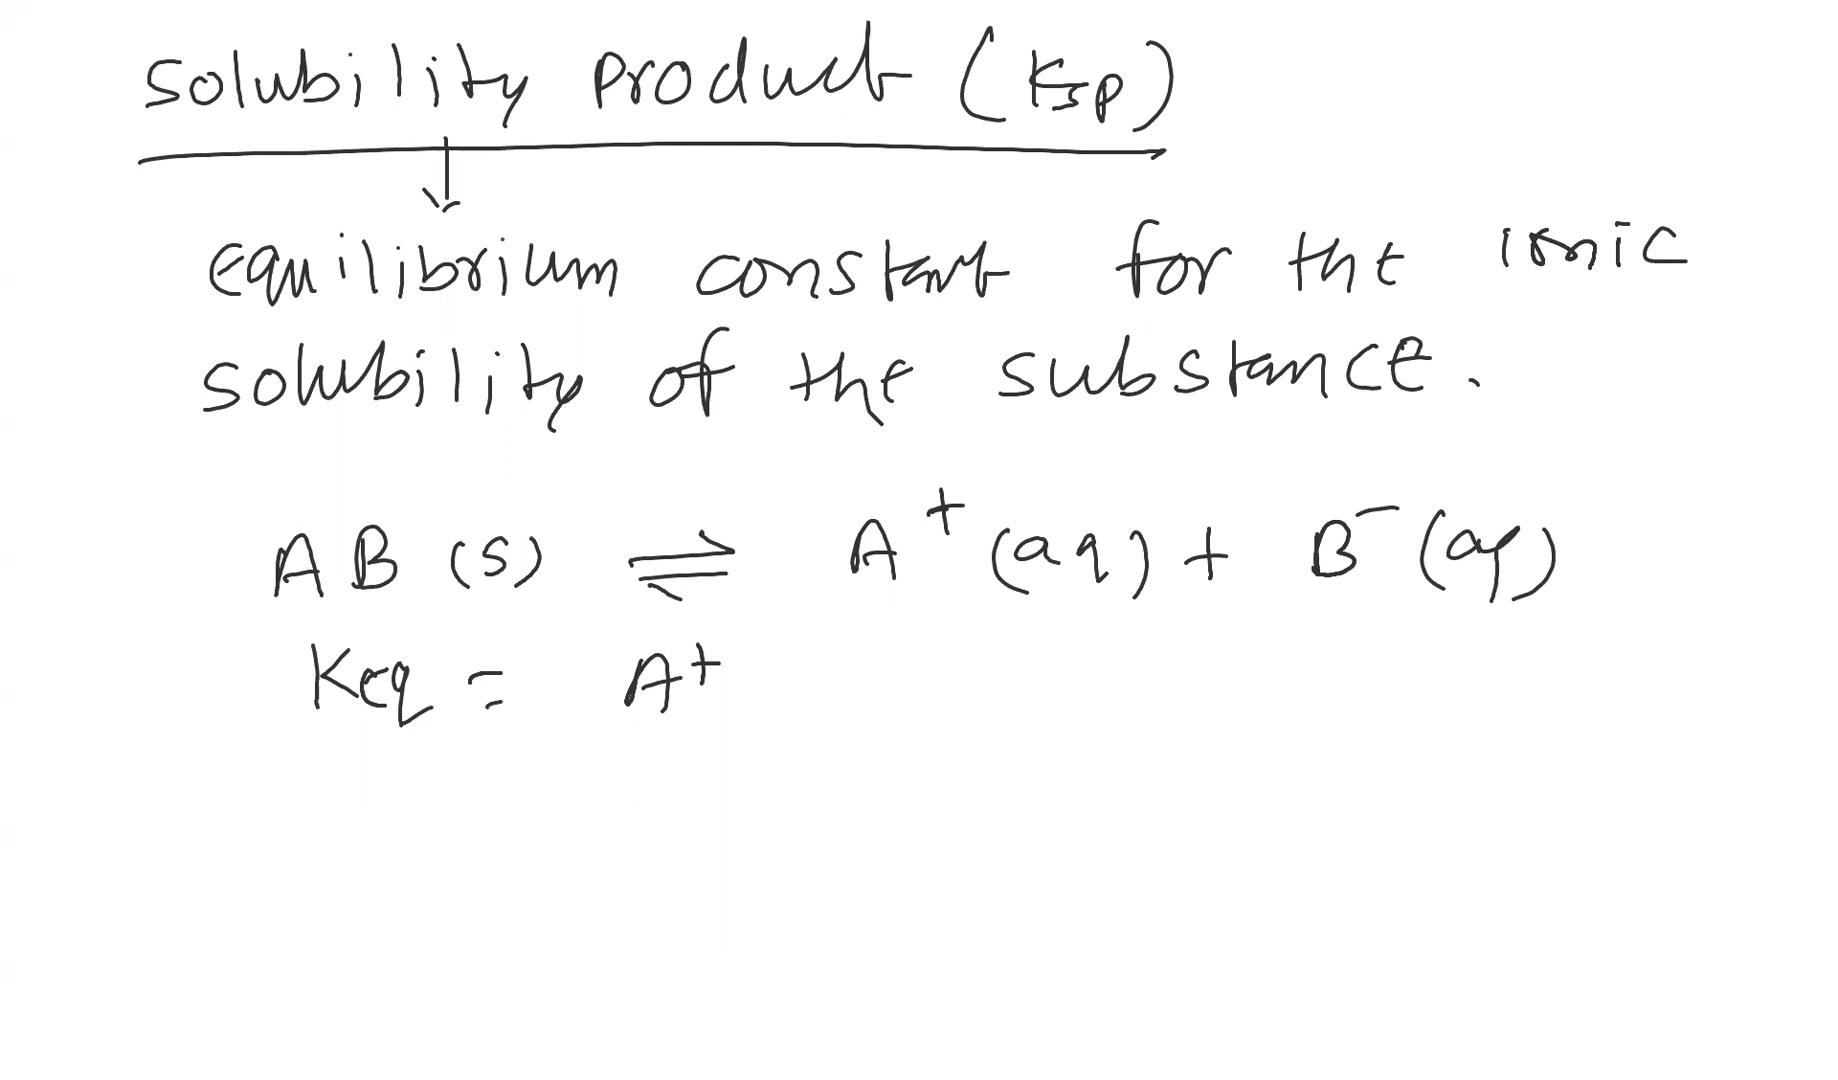 solubility product (Ksp)
equilibrium constant for the ionic
solubility of the substance.
AB (s) ⇌ A⁺ (aq) + B⁻ (aq)
Keq = A⁺